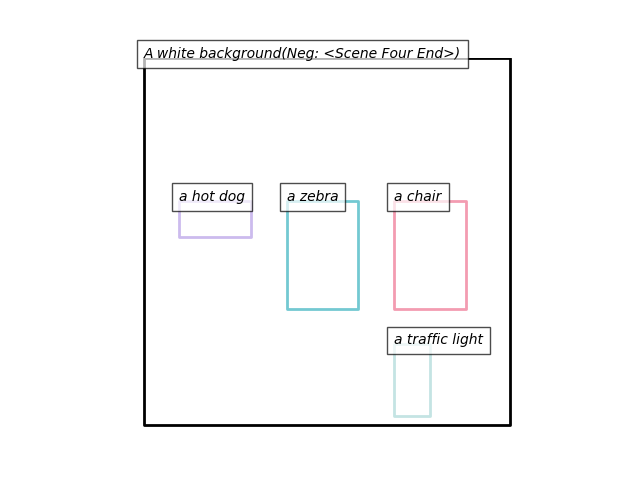 A white background(Neg: <Scene Four End>)
a hot dog
a zebra
a chair
a traffic light